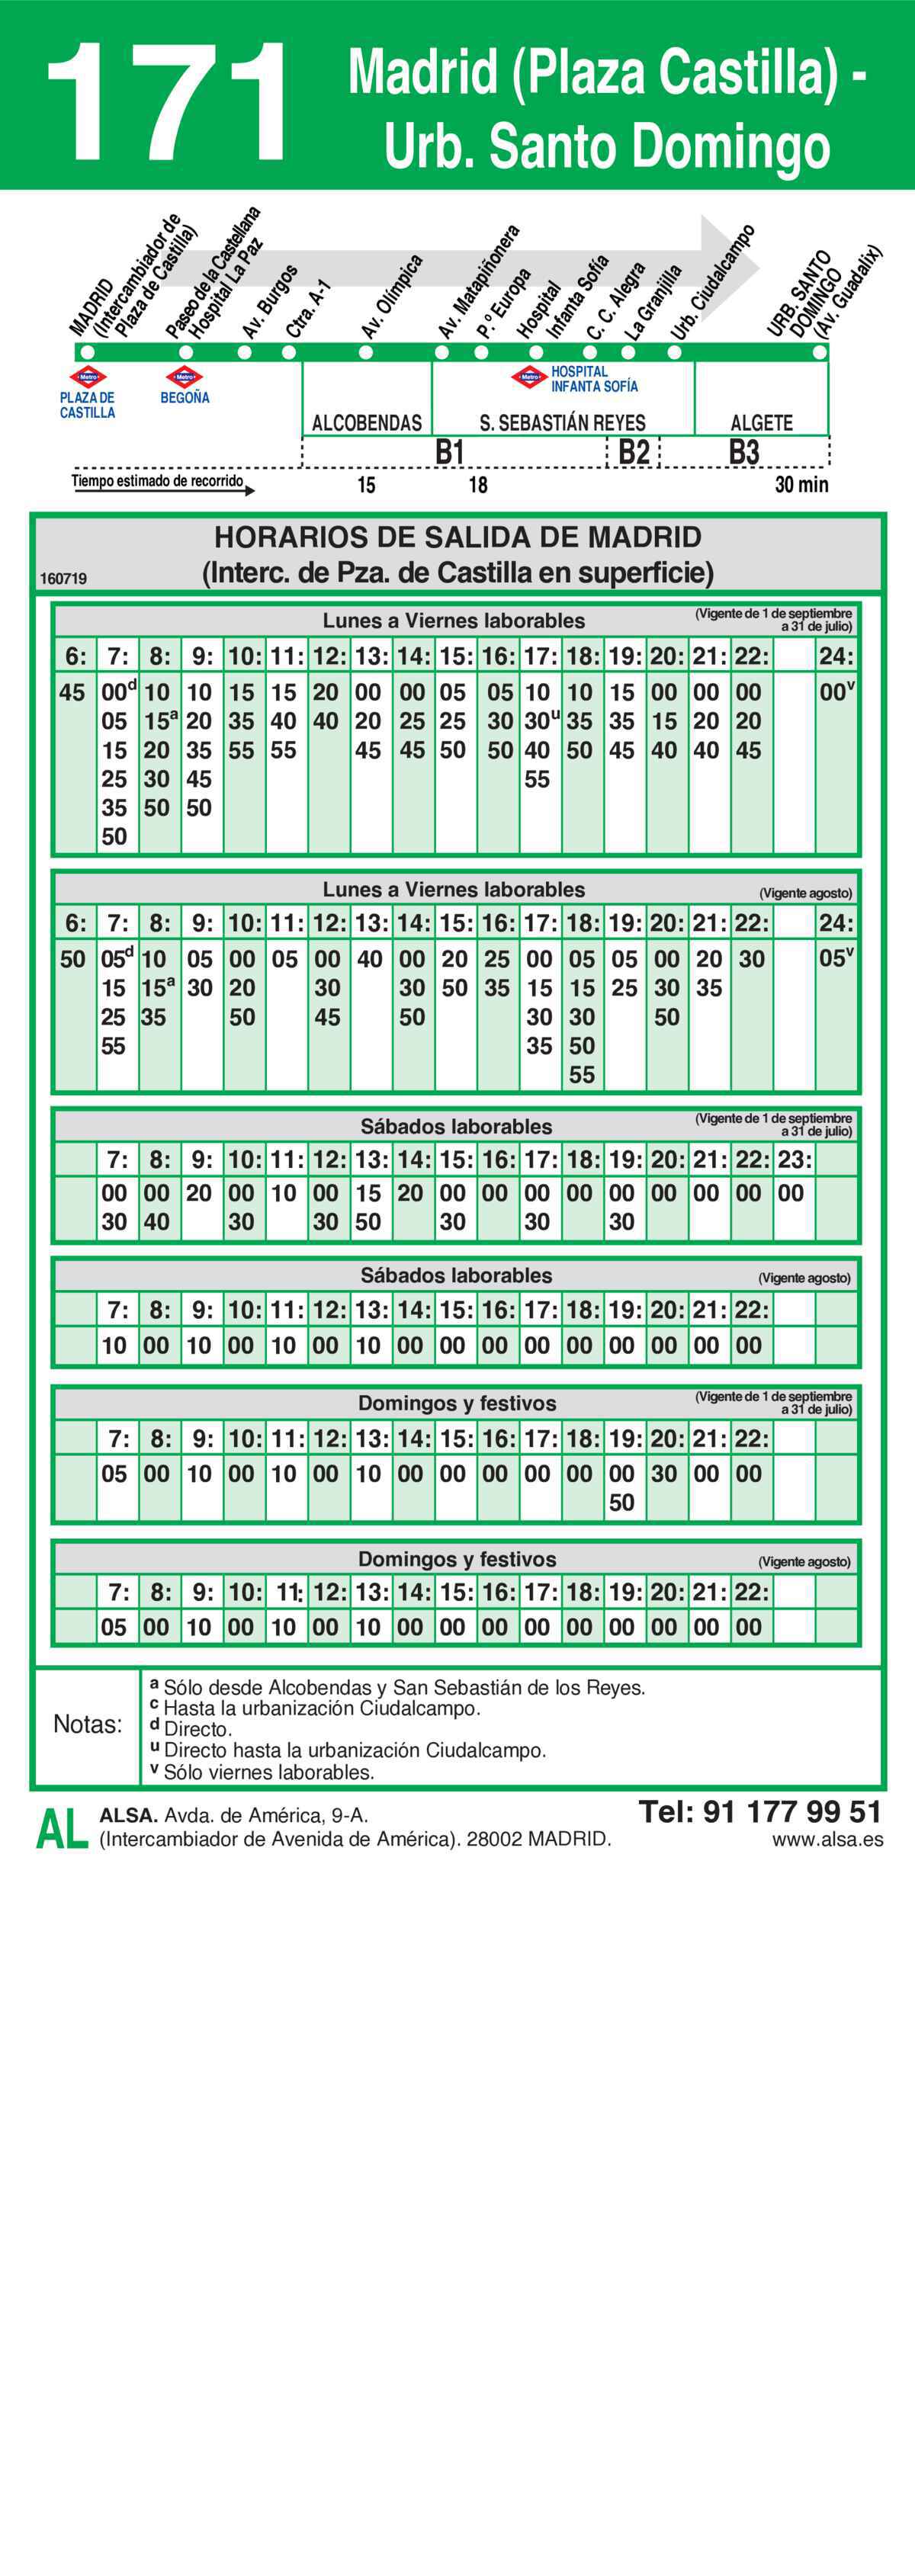 171
Madrid (Plaza Castilla) -
Urb. Santo Domingo
MADRID
(Intercambiador de
Plaza de Castilla)
Paseo de la Castellana
Hospital La Paz
Av. Burgos
Ctra. A-1
Av. Olímpica
Av. Matapiñonera
P.º Europa
Hospital
Infanta Sofía
C. C. Alegra
La Granjilla
Urb. Ciudalcampo
URB. SANTO
DOMINGO
(Av. Guadalix)
Metro
PLAZA DE
CASTILLA
Metro
BEGOÑA
Metro
HOSPITAL
INFANTA SOFÍA
ALCOBENDAS S. SEBASTIÁN REYES ALGETE
B1 B2 B3
Tiempo estimado de recorrido 15 18 30 min
HORARIOS DE SALIDA DE MADRID
160719 (Interc. de Pza. de Castilla en superficie)
Lunes a Viernes laborables (Vigente de 1 de septiembre
a 31 de julio)
6: 7: 8: 9: 10: 11: 12: 13: 14: 15: 16: 17: 18: 19: 20: 21: 22: 24:
45 00d 10 10 15 15 20 00 00 05 05 10 10 15 00 00 00 00v
05 15a 20 35 40 40 20 25 25 30 30u 35 35 15 20 20
15 20 35 55 55 45 45 50 50 40 50 45 40 40 45
25 30 45 55
35 50 50
50
Lunes a Viernes laborables (Vigente agosto)
6: 7: 8: 9: 10: 11: 12: 13: 14: 15: 16: 17: 18: 19: 20: 21: 22: 24:
50 05d 10 05 00 05 00 40 00 20 25 00 05 05 00 20 30 05v
15 15a 30 20 30 30 50 35 15 15 25 30 35
25 35 50 45 50 30 30 50
55 35 50
55
Sábados laborables (Vigente de 1 de septiembre
a 31 de julio)
7: 8: 9: 10: 11: 12: 13: 14: 15: 16: 17: 18: 19: 20: 21: 22: 23:
00 00 20 00 10 00 15 20 00 00 00 00 00 00 00 00 00
30 40 30 30 50 30 30 30
Sábados laborables (Vigente agosto)
7: 8: 9: 10: 11: 12: 13: 14: 15: 16: 17: 18: 19: 20: 21: 22:
10 00 10 00 10 00 10 00 00 00 00 00 00 00 00 00
Domingos y festivos (Vigente de 1 de septiembre
a 31 de julio)
7: 8: 9: 10: 11: 12: 13: 14: 15: 16: 17: 18: 19: 20: 21: 22:
05 00 10 00 10 00 10 00 00 00 00 00 00 30 00 00
50
Domingos y festivos (Vigente agosto)
7: 8: 9: 10: 11: 12: 13: 14: 15: 16: 17: 18: 19: 20: 21: 22:
05 00 10 00 10 00 10 00 00 00 00 00 00 00 00 00
Notas:
a Sólo desde Alcobendas y San Sebastián de los Reyes.
c Hasta la urbanización Ciudalcampo.
d Directo.
u Directo hasta la urbanización Ciudalcampo.
v Sólo viernes laborables.
AL ALSA. Avda. de América, 9-A. Tel: 91 177 99 51
(Intercambiador de Avenida de América). 28002 MADRID. www.alsa.es